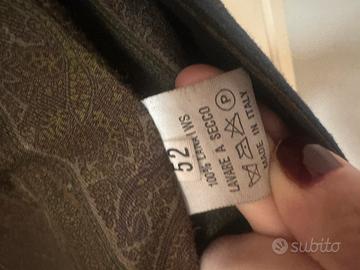 52
100% LANA / WS
LAVARE A SECCO
P
MADE IN ITALY
subito